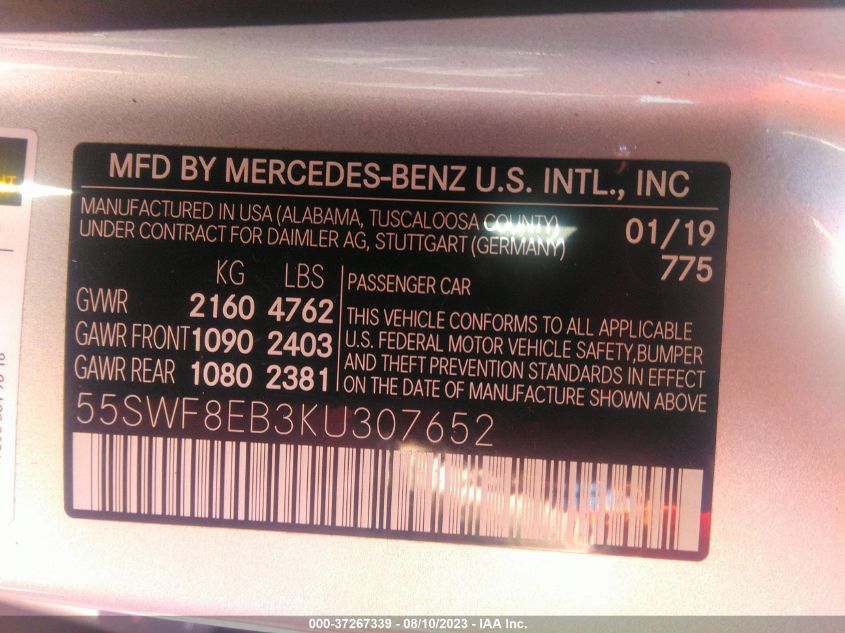 MFD BY MERCEDES-BENZ U.S. INTL., INC
MANUFACTURED IN USA (ALABAMA, TUSCALOOSA COUNTY)
UNDER CONTRACT FOR DAIMLER AG, STUTTGART (GERMANY)
01/19
775
KG LBS
GVWR 2160 4762
GAWR FRONT 1090 2403
GAWR REAR 1080 2381
PASSENGER CAR
THIS VEHICLE CONFORMS TO ALL APPLICABLE
U.S. FEDERAL MOTOR VEHICLE SAFETY,BUMPER
AND THEFT PREVENTION STANDARDS IN EFFECT
ON THE DATE OF MANUFACTURE SHOWN ABOVE
55SWF8EB3KU307652
000-37267339 - 08/10/2023 - IAA Inc.